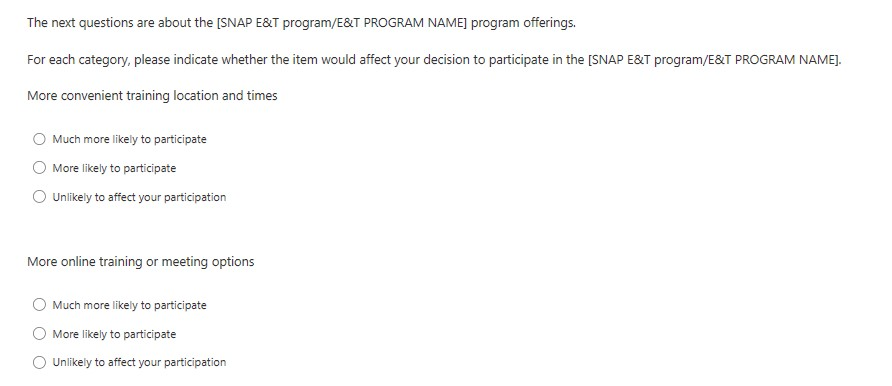 The next questions are about the [SNAP E&T program/E&T PROGRAM NAME] program offerings.
For each category, please indicate whether the item would affect your decision to participate in the [SNAP E&T program/E&T PROGRAM NAME].
More convenient training location and times
Much more likely to participate
More likely to participate
Unlikely to affect your participation
More online training or meeting options
Much more likely to participate
More likely to participate
Unlikely to affect your participation